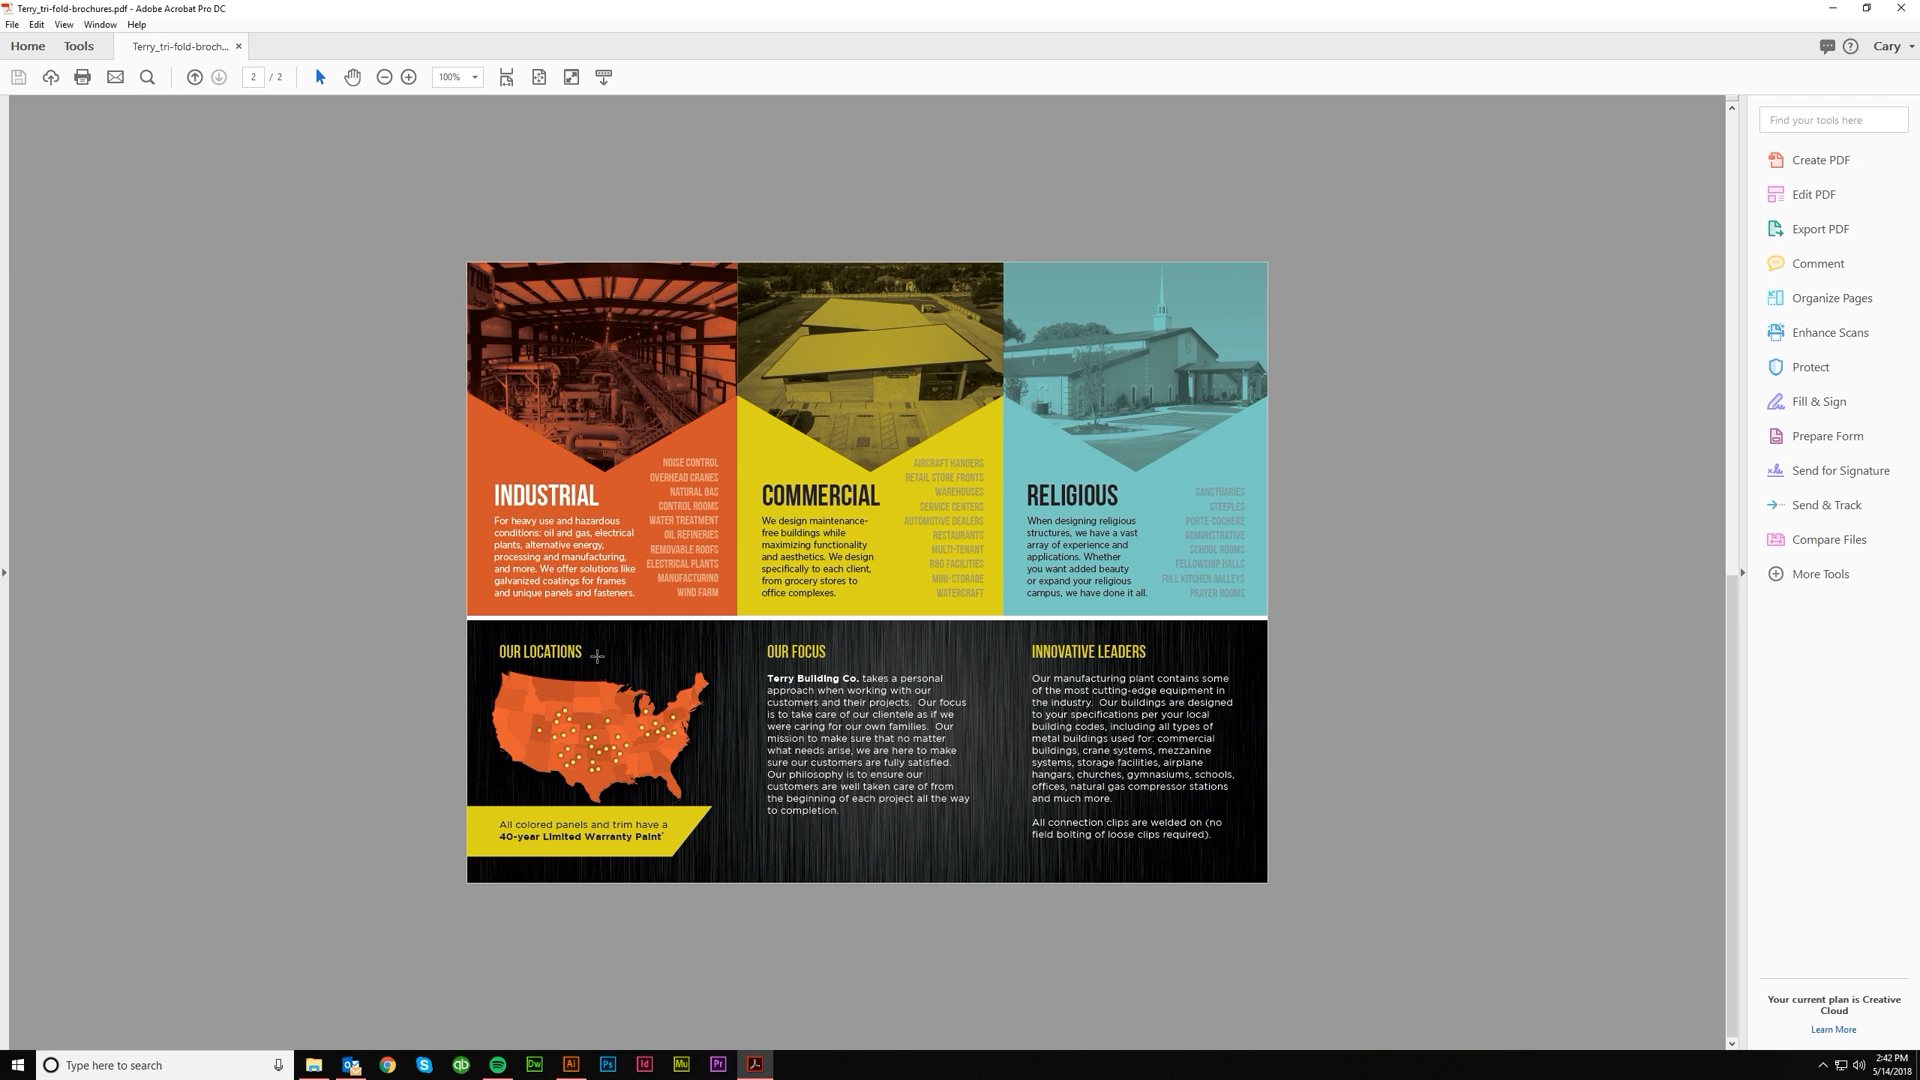 Terry_tri-fold-brochures.pdf - Adobe Acrobat Pro DC
File Edit View Window Help
Home Tools Terry_tri-fold-broch... × Cary
2 / 2 100%
Find your tools here
Create PDF
Edit PDF
Export PDF
Comment
Organize Pages
Enhance Scans
Protect
Fill & Sign
Prepare Form
Send for Signature
Send & Track
Compare Files
More Tools
Your current plan is Creative
Cloud
Learn More
INDUSTRIAL
For heavy use and hazardous
conditions: oil and gas, electrical
plants, alternative energy,
processing and manufacturing,
and more. We offer solutions like
galvanized coatings for frames
and unique panels and fasteners.
NOISE CONTROL
OVERHEAD CRANES
NATURAL GAS
CONTROL ROOMS
WATER TREATMENT
OIL REFINERIES
REMOVABLE ROOFS
ELECTRICAL PLANTS
MANUFACTURING
WIND FARM
COMMERCIAL
We design maintenance-
free buildings while
maximizing functionality
and aesthetics. We design
specifically to each client,
from grocery stores to
office complexes.
AIRCRAFT HANGERS
RETAIL STORE FRONTS
WAREHOUSES
SERVICE CENTERS
AUTOMOTIVE DEALERS
RESTAURANTS
MULTI-TENANT
R&D FACILITIES
MINI-STORAGE
WATERCRAFT
RELIGIOUS
When designing religious
structures, we have a vast
array of experience and
applications. Whether
you want added beauty
or expand your religious
campus, we have done it all.
SANCTUARIES
STEEPLES
PORTE-COCHERE
ADMINISTRATIVE
SCHOOL ROOMS
FELLOWSHIP HALLS
FULL KITCHEN GALLEYS
PRAYER ROOMS
OUR LOCATIONS
All colored panels and trim have a
40-year Limited Warranty Paint*
OUR FOCUS
Terry Building Co. takes a personal
approach when working with our
customers and their projects. Our focus
is to take care of our clientele as if we
were caring for our own families. Our
mission to make sure that no matter
what needs arise, we are here to make
sure our customers are fully satisfied.
Our philosophy is to ensure our
customers are well taken care of from
the beginning of each project all the way
to completion.
INNOVATIVE LEADERS
Our manufacturing plant contains some
of the most cutting-edge equipment in
the industry. Our buildings are designed
to your specifications per your local
building codes, including all types of
metal buildings used for: commercial
buildings, crane systems, mezzanine
systems, storage facilities, airplane
hangars, churches, gymnasiums, schools,
offices, natural gas compressor stations
and much more.
All connection clips are welded on (no
field bolting of loose clips required).
Type here to search
Dw Ai Ps Id Mu Pr
2:42 PM
5/14/2018